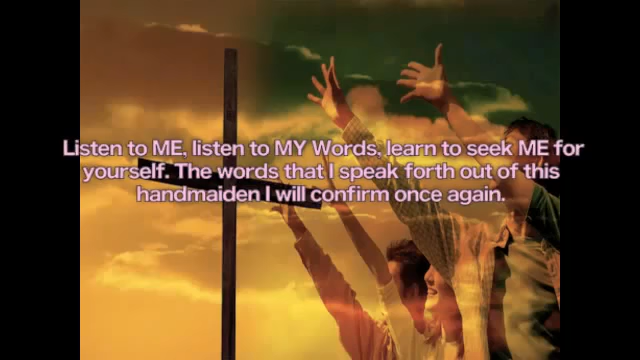 Listen to ME, listen to MY Words, learn to seek ME for
yourself. The words that I speak forth out of this
handmaiden I will confirm once again.